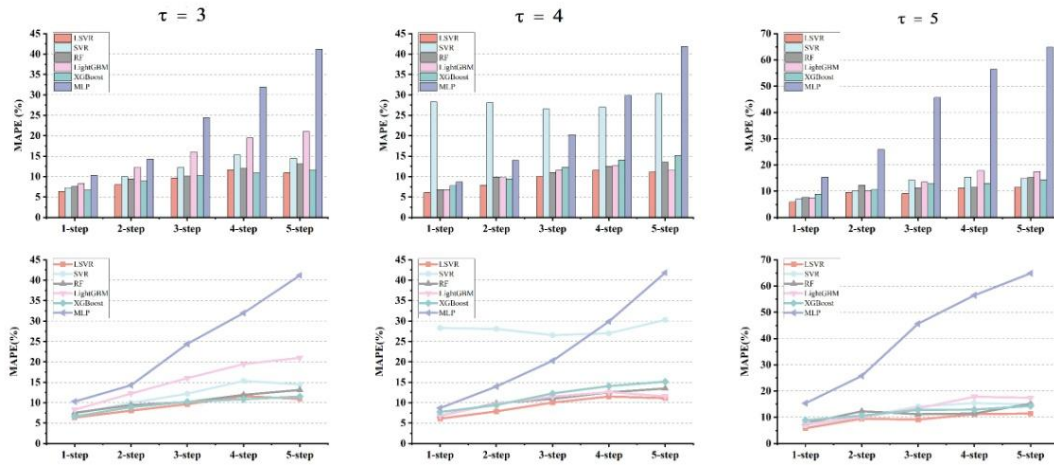 τ = 3
τ = 4
τ = 5
MAPE (%)
45
40
35
30
25
20
15
10
5
0
LSVR
SVR
RF
LightGBM
XGBoost
MLP
1-step 2-step 3-step 4-step 5-step
MAPE (%)
45
40
35
30
25
20
15
10
5
0
LSVR
SVR
RF
LightGBM
XGBoost
MLP
1-step 2-step 3-step 4-step 5-step
MAPE (%)
70
60
50
40
30
20
10
0
LSVR
SVR
RF
LightGBM
XGBoost
MLP
1-step 2-step 3-step 4-step 5-step
MAPE(%)
45
40
35
30
25
20
15
10
5
0
LSVR
SVR
RF
LightGBM
XGBoost
MLP
1-step 2-step 3-step 4-step 5-step
MAPE(%)
45
40
35
30
25
20
15
10
5
0
LSVR
SVR
RF
LightGBM
XGBoost
MLP
1-step 2-step 3-step 4-step 5-step
MAPE(%)
70
60
50
40
30
20
10
0
LSVR
SVR
RF
LightGBM
XGBoost
MLP
1-step 2-step 3-step 4-step 5-step